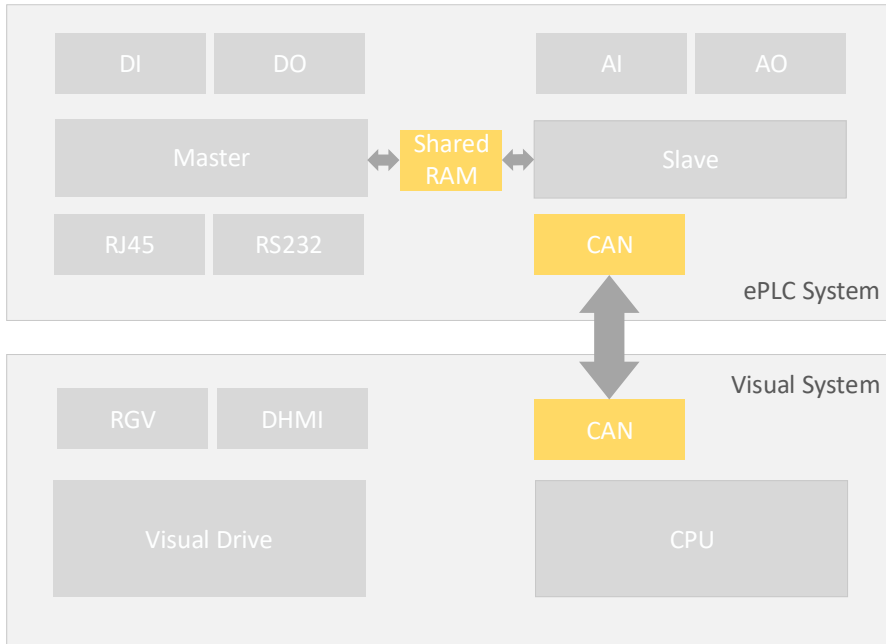 DI
DO
AI
AO
Master
Shared
RAM
Slave
RJ45
RS232
CAN
ePLC System
Visual System
RGV
DHMI
CAN
Visual Drive
CPU